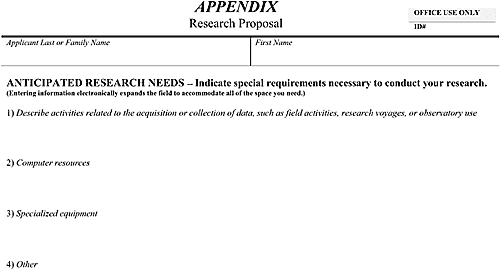 APPENDIX
Research Proposal
OFFICE USE ONLY
ID#
Applicant Last or Family Name
First Name
ANTICIPATED RESEARCH NEEDS – Indicate special requirements necessary to conduct your research.
(Entering information electronically expands the field to accommodate all of the space you need.)
1) Describe activities related to the acquisition or collection of data, such as field activities, research voyages, or observatory use
2) Computer resources
3) Specialized equipment
4) Other